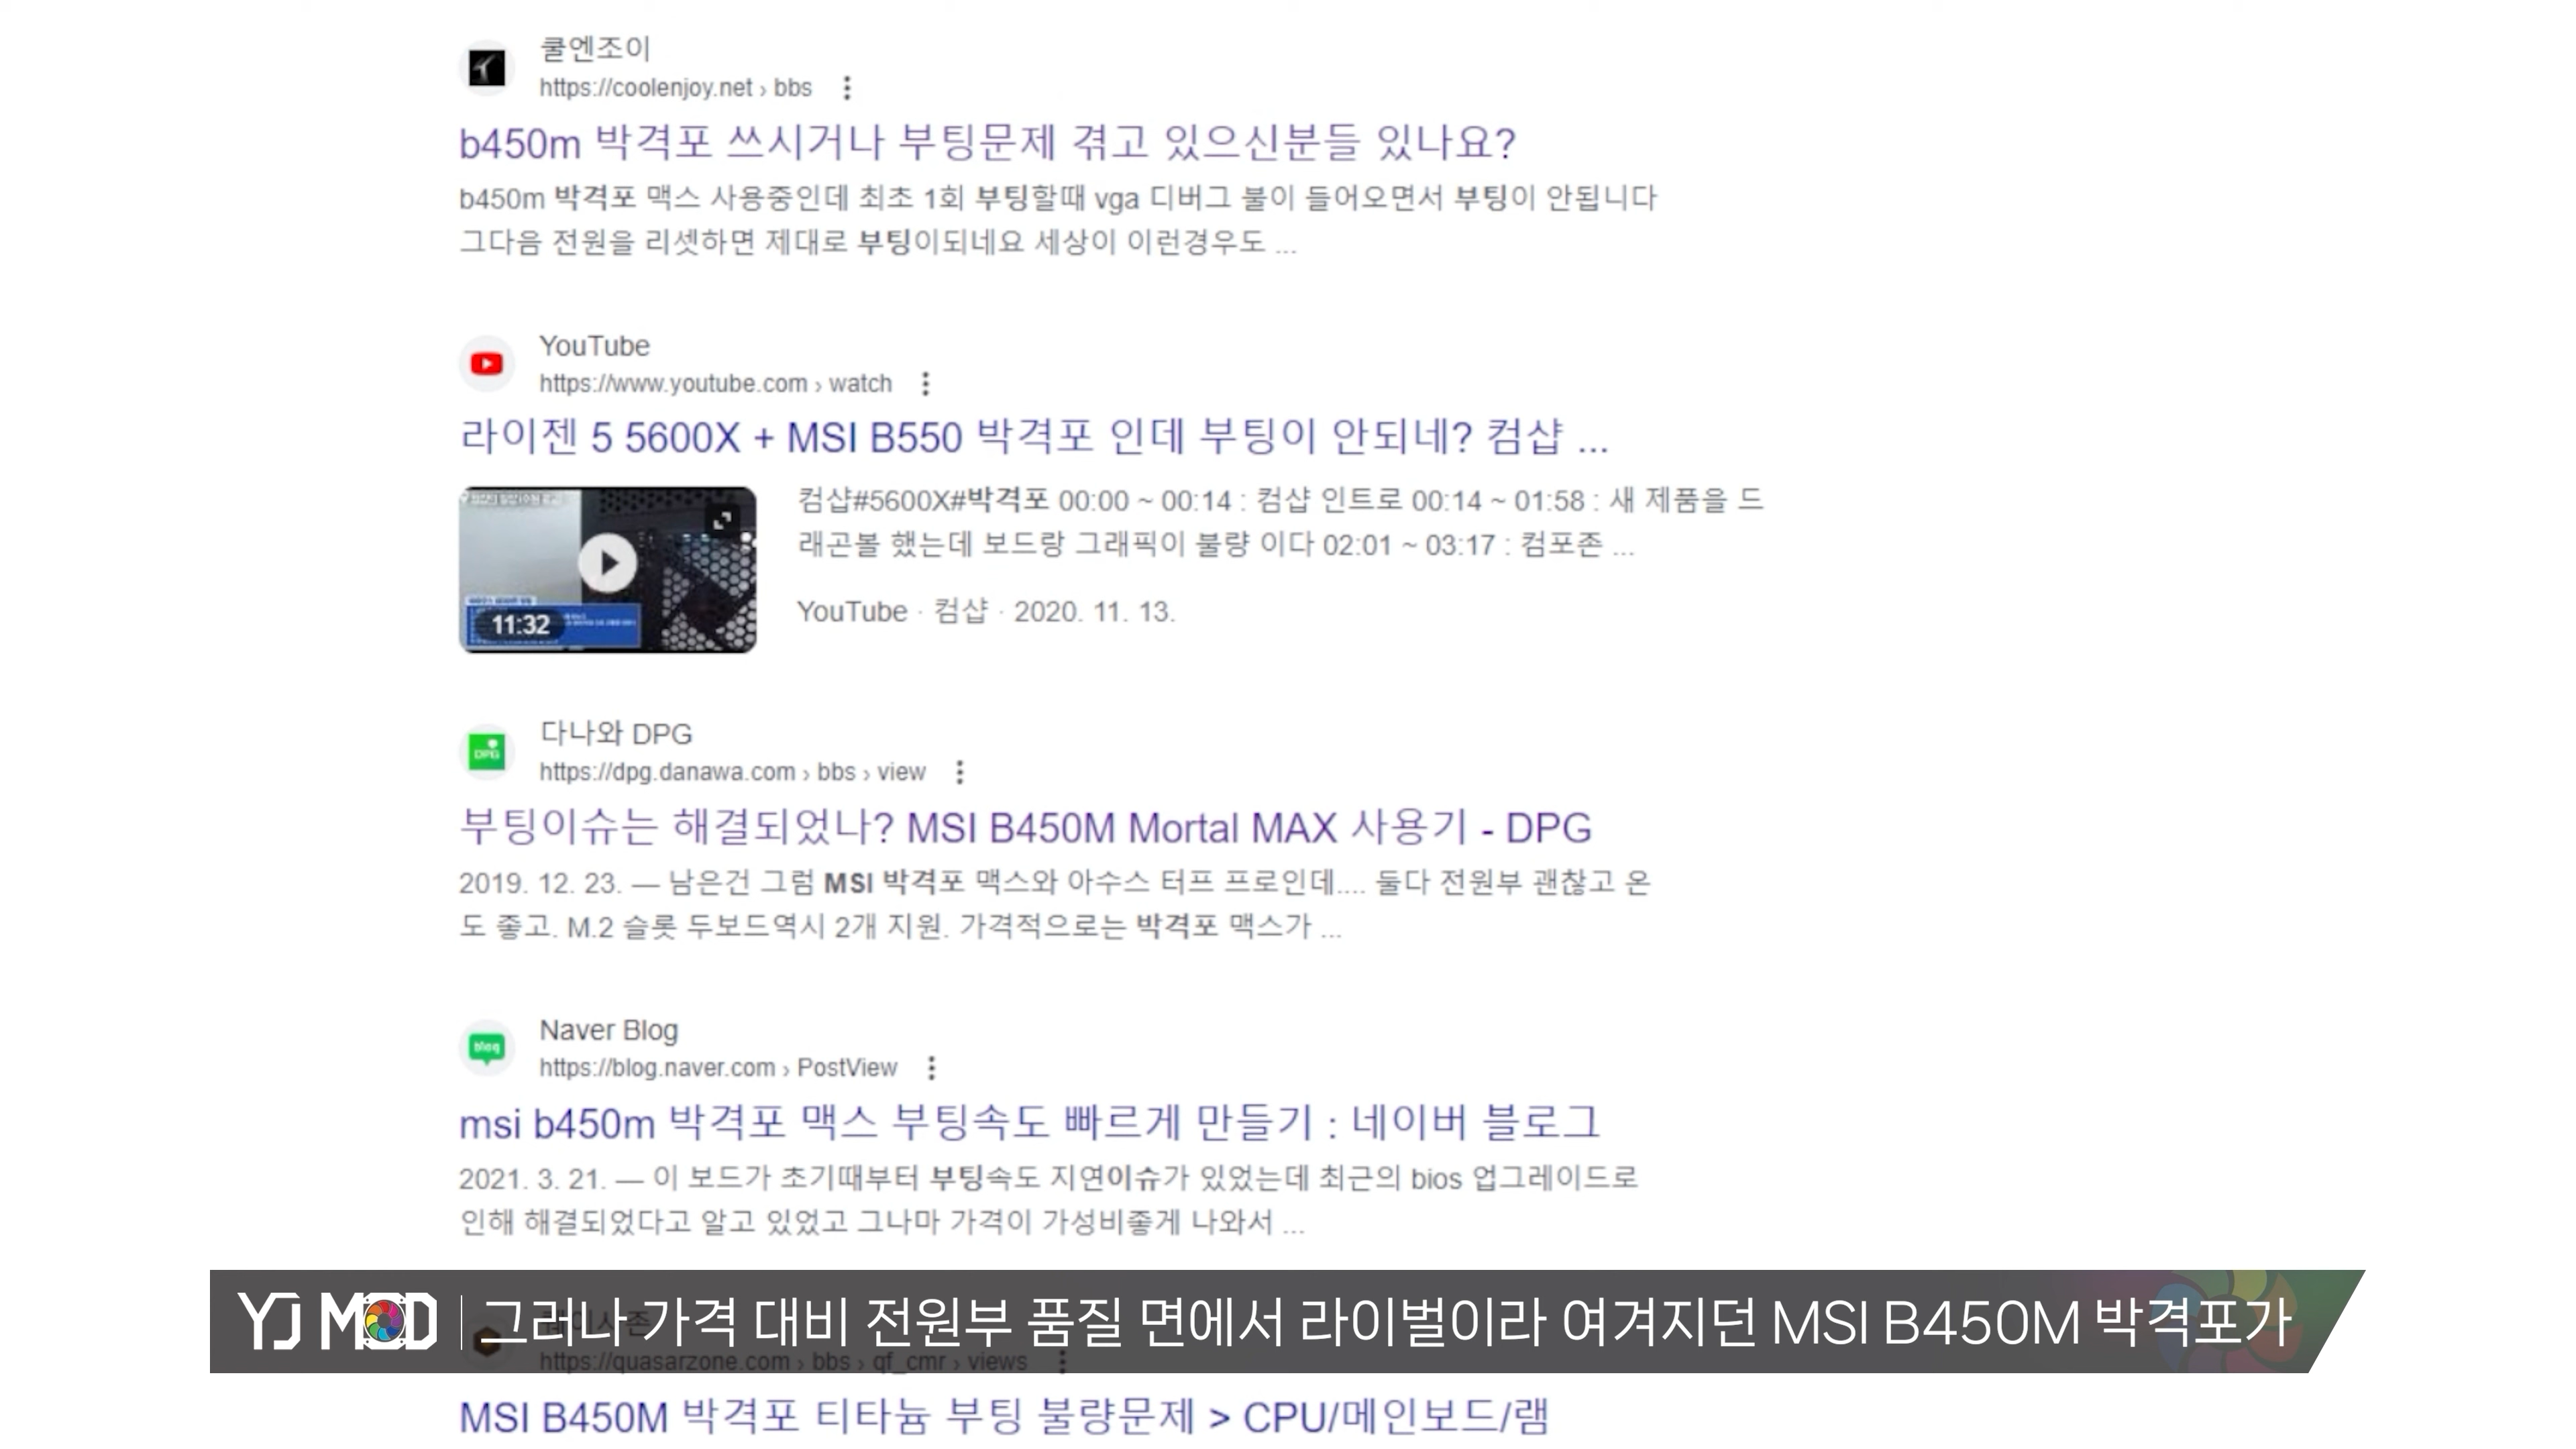 쿨엔조이
https://coolenjoy.net › bbs
b450m 박격포 쓰시거나 부팅문제 겪고 있으신분들 있나요?
b450m 박격포 맥스 사용중인데 최초 1회 부팅할때 vga 디버그 불이 들어오면서 부팅이 안됩니다
그다음 전원을 리셋하면 제대로 부팅이되네요 세상이 이런경우도 ...
YouTube
https://www.youtube.com › watch
라이젠 5 5600X + MSI B550 박격포 인데 부팅이 안되네? 컴샵 ...
컴샵#5600X#박격포 00:00 ~ 00:14 : 컴샵 인트로 00:14 ~ 01:58 : 새 제품을 드
래곤볼 했는데 보드랑 그래픽이 불량 이다 02:01 ~ 03:17 : 컴포존 ...
11:32
YouTube · 컴샵 · 2020. 11. 13.
DPG
다나와 DPG
https://dpg.danawa.com › bbs › view
부팅이슈는 해결되었나? MSI B450M Mortal MAX 사용기 - DPG
2019. 12. 23. — 남은건 그럼 MSI 박격포 맥스와 아수스 터프 프로인데.... 둘다 전원부 괜찮고 온
도 좋고. M.2 슬롯 두보드역시 2개 지원. 가격적으로는 박격포 맥스가 ...
blog
Naver Blog
https://blog.naver.com › PostView
msi b450m 박격포 맥스 부팅속도 빠르게 만들기 : 네이버 블로그
2021. 3. 21. — 이 보드가 초기때부터 부팅속도 지연이슈가 있었는데 최근의 bios 업그레이드로
인해 해결되었다고 알고 있었고 그나마 가격이 가성비좋게 나와서 ...
YJ MOD 그러나 가격 대비 전원부 품질 면에서 라이벌이라 여겨지던 MSI B450M 박격포가
https://quasarzone.com › bbs › qf_cmr › views
MSI B450M 박격포 티타늄 부팅 불량문제 > CPU/메인보드/램